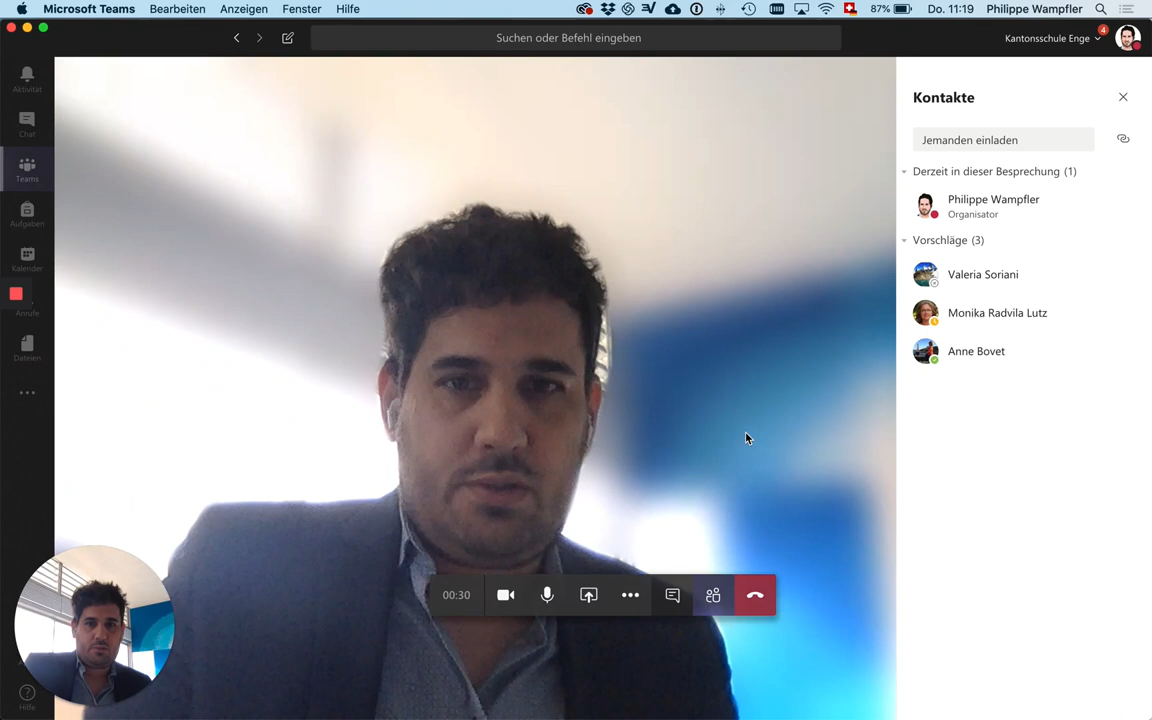 Microsoft Teams Bearbeiten Anzeigen Fenster Hilfe 87% Do. 11:19 Philippe Wampfler
Suchen oder Befehl eingeben
Kantonsschule Enge 4
Aktivität
Chat
Teams
Aufgaben
Kalender
Anrufe
Dateien
Hilfe
00:30
Kontakte
Jemanden einladen
Derzeit in dieser Besprechung (1)
Philippe Wampfler
Organisator
Vorschläge (3)
Valeria Soriani
Monika Radvila Lutz
Anne Bovet